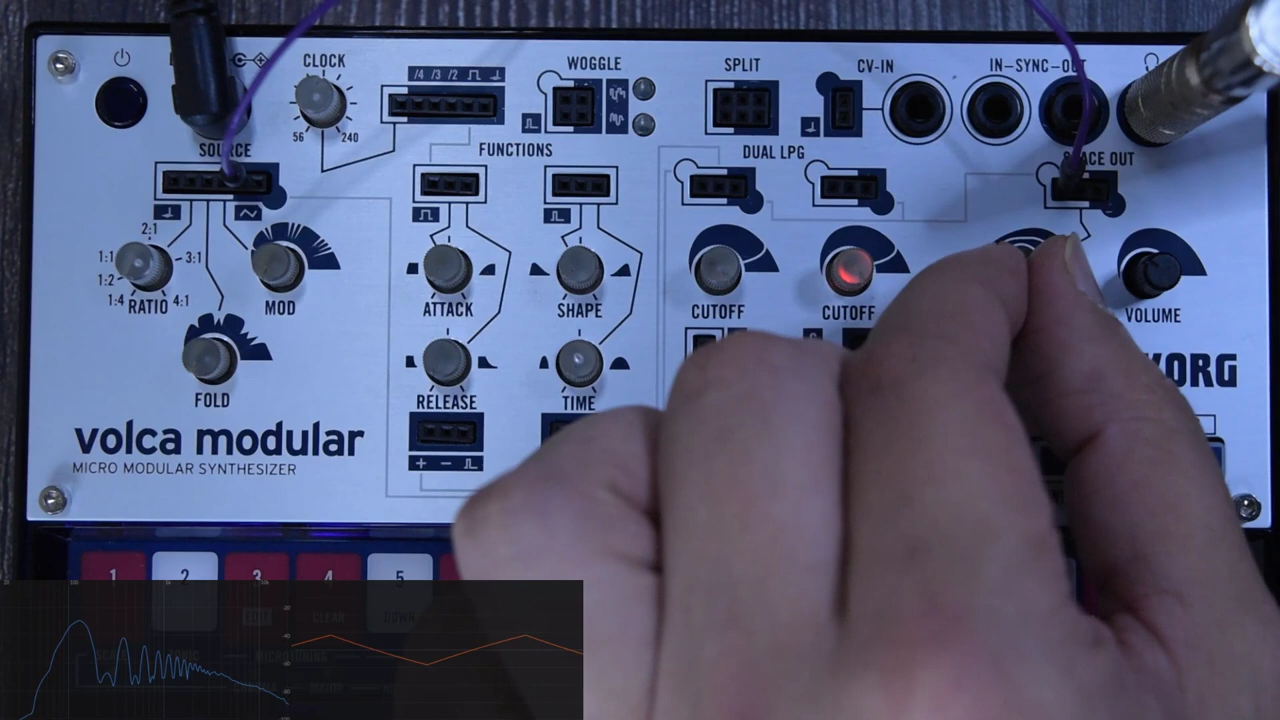 CLOCK
/4 /3 /2
WOGGLE
SPLIT
CV-IN
IN-SYNC-OUT
56
240
SOURCE
FUNCTIONS
DUAL LPG
2:1
1:1
3:1
1:2
1:4
4:1
RATIO
MOD
ATTACK
SHAPE
CUTOFF
CUTOFF
VOLUME
FOLD
RELEASE
TIME
KORG
volca modular
MICRO MODULAR SYNTHESIZER
+ −
1
2
3
4
5
CLEAR